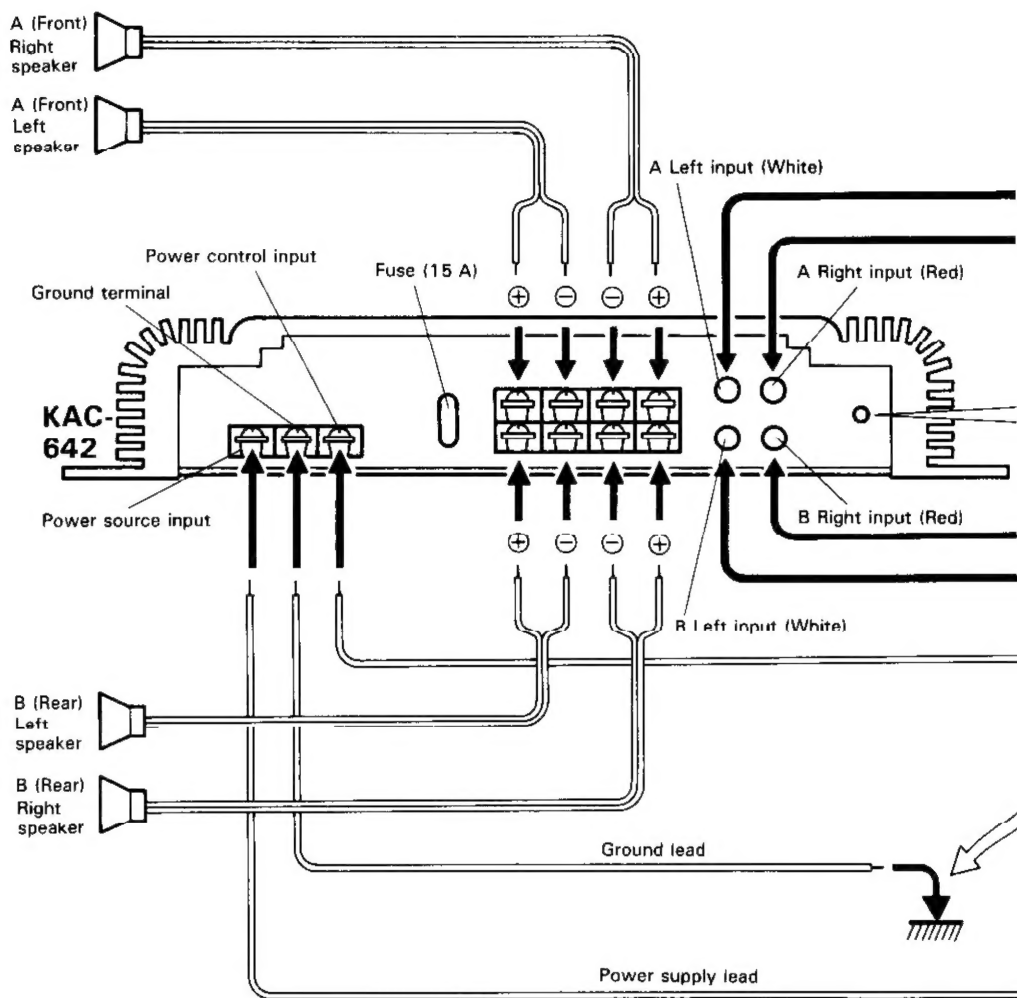 A (Front)
Right
speaker
A (Front)
Left
speaker
A Left input (White)
Power control input
Fuse (15 A)
A Right input (Red)
Ground terminal
⊕ ⊖ ⊖ ⊕
KAC-
642
Power source input
B Right input (Red)
⊕ ⊖ ⊖ ⊕
B Left input (White)
B (Rear)
Left
speaker
B (Rear)
Right
speaker
Ground lead
Power supply lead